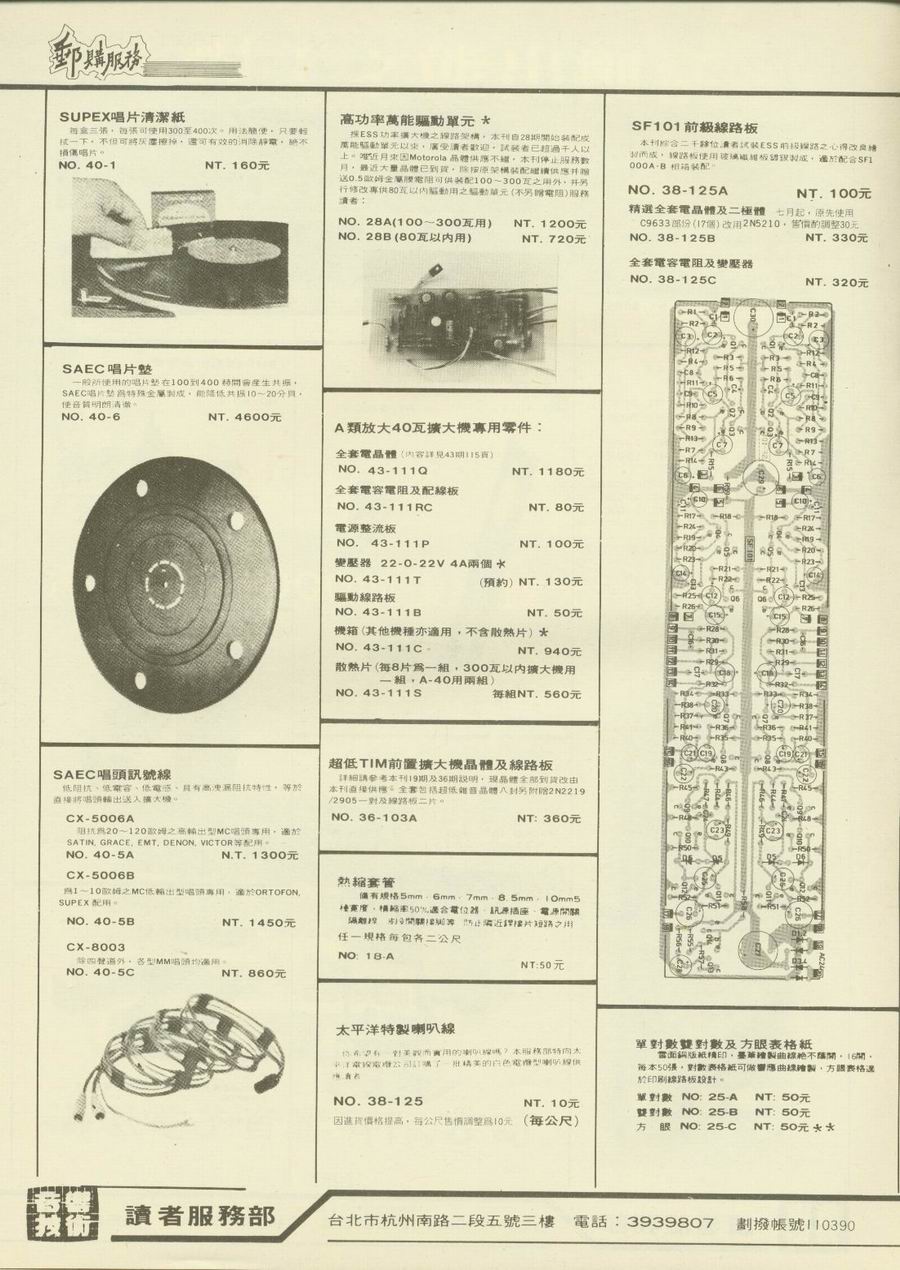 郵購服務
SUPEX唱片清潔紙
每盒三張，每張可使用300至400次。用法簡便，只要輕
拭一下，不但可將灰塵擦掉，還可有效的消除靜電，絕不
損傷唱片。
NO. 40-1 NT. 160元
SAEC唱片墊
一般所使用的唱片墊在100到400赫間會產生共振，
SAEC唱片墊爲特殊金屬製成，能降低共振10～20分貝，
使音質明朗清澈。
NO. 40-6 NT. 4600元
SAEC唱頭訊號線
低阻抗、低電容、低電感、具有高洩漏阻抗特性，等於
直接將唱頭輸出送入擴大機。
CX-5006A
阻抗爲20～120歐姆之高輸出型MC唱頭專用，適於
SATIN, GRACE, EMT, DENON, VICTOR等配用。
NO. 40-5A N.T. 1300元
CX-5006B
爲1～10歐姆之MC低輸出型唱頭專用，適於ORTOFON,
SUPEX 配用。
NO. 40-5B NT. 1450元
CX-8003
除四聲道外，各型MM唱頭均適用。
NO. 40-5C NT. 860元
高功率萬能驅動單元 *
採ESS功率擴大機之線路架構，本刊自28期開始裝配成
萬能驅動單元以來，廣受讀者歡迎，試裝者已超過千人以
上。唯近月來因Motorola 晶體供應不繼，本刊停止服務數
月，最近大量晶體已到貨，除按原架構裝配繼續供應并贈
送0.5歐姆金屬膜電阻可供裝配100～300瓦之用外，并另
行修改專供80瓦以內驅動用之驅動單元（不另贈電阻）服務
讀者：
NO. 28A(100～300瓦用) NT. 1200元
NO. 28B (80瓦以內用) NT. 720元
A類放大40瓦擴大機專用零件：
全套電晶體（內容詳見43期115頁）
NO. 43-111Q NT. 1180元
全套電容電阻及配線板
NO. 43-111RC NT. 80元
電源整流板
NO. 43-111P NT. 100元
變壓器 22-0-22V 4A兩個 *
NO. 43-111T （預約）NT. 130元
驅動線路板
NO. 43-111B NT. 50元
機箱（其他機種亦適用，不含散熱片）*
NO. 43-111C NT. 940元
散熱片（每8片爲一組，300瓦以內擴大機用
一組，A-40用兩組）
NO. 43-111S 每組NT. 560元
超低TIM前置擴大機晶體及線路板
詳細請參考本刊19期及36期説明，現晶體全部到貨改由
本刊直接供應。全套包括超低雜音晶體八封另附贈2N2219
/2905一對及線路板二片。
NO. 36-103A NT: 360元
熱縮套管
備有規格5mm、6mm、7mm、8.5mm、10mm5
種寬度，橫縮率50%適合電位器、訊源插座、電源開關
任一規格每包各二公尺
NO: 18-A NT:50元
太平洋特製喇叭線
你希望有一對美觀而實用的喇叭線嗎？本服務部特向太
平洋電線電纜公司訂購了一批精美的白色電纜型喇叭線供
應讀者
NO. 38-125 NT. 10元
因進貨價格提高，每公尺售價調整爲10元 （每公尺）
SF101前級線路板
本刊綜合二千餘位讀者試裝ESS前級線路之心得改良繪
製而成，線路板使用玻璃纖維板鍍銀製成，適於配合SF1
000A·B 相箱裝配。
NO. 38-125A NT. 100元
精選全套電晶體及二極體 七月起，原先使用
C9633部份（17個）改用2N5210，售價酌調整30元
NO. 38-125B NT. 330元
全套電容電阻及變壓器
NO. 38-125C NT. 320元
SF 101
單對數雙對數及方眼表格紙
雪面銅版紙精印，墨筆繪製曲線絶不蔭開，16開，
每本50張，對數表格紙可做響應曲線繪製，方眼表格適
於印刷線路板設計。
單對數 NO: 25-A NT: 50元
雙對數 NO: 25-B NT: 50元
方 眼 NO: 25-C NT: 50元 * *
音響技術
讀者服務部
台北市杭州南路二段五號三樓 電話：3939807 劃撥帳號110390